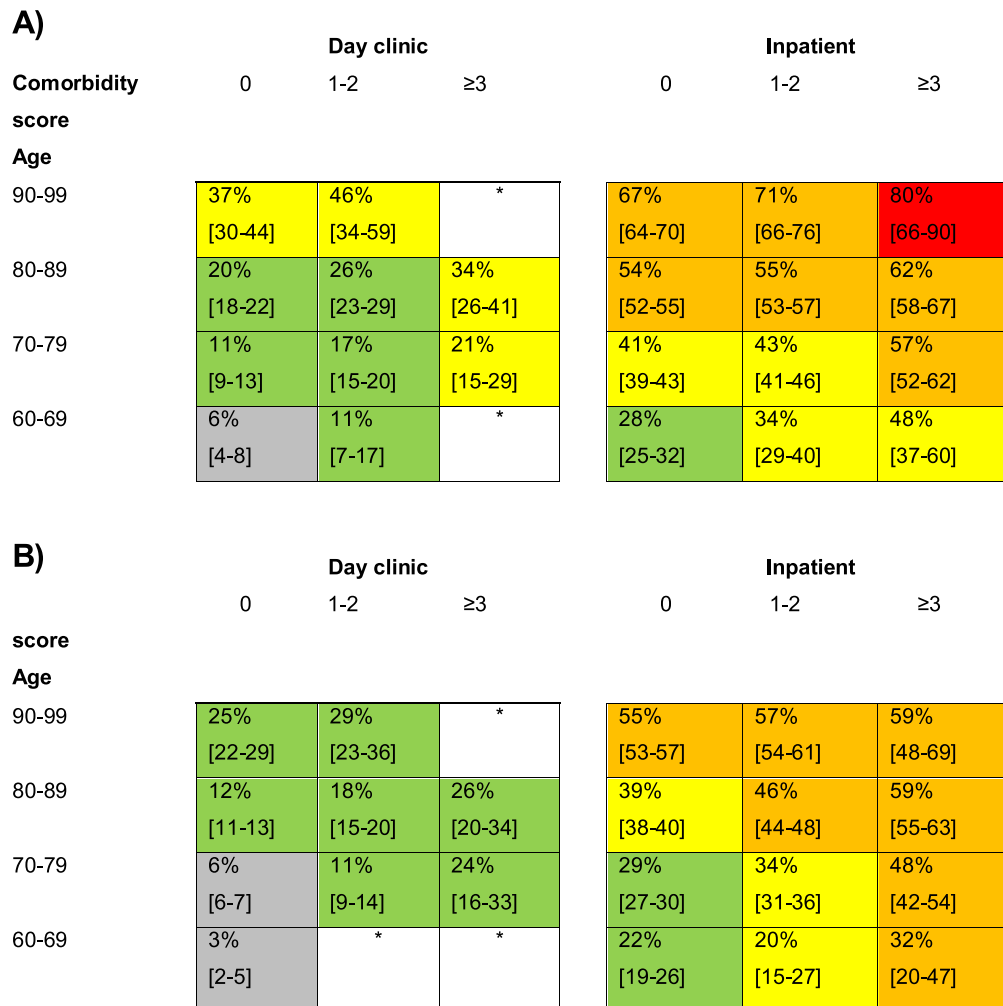 A)
Day clinic Inpatient
Comorbidity 0 1-2 ≥3 0 1-2 ≥3
score
Age
90-99 37% 46% * 67% 71% 80%
[30-44] [34-59] [64-70] [66-76] [66-90]
80-89 20% 26% 34% 54% 55% 62%
[18-22] [23-29] [26-41] [52-55] [53-57] [58-67]
70-79 11% 17% 21% 41% 43% 57%
[9-13] [15-20] [15-29] [39-43] [41-46] [52-62]
60-69 6% 11% * 28% 34% 48%
[4-8] [7-17] [25-32] [29-40] [37-60]
B)
Day clinic Inpatient
0 1-2 ≥3 0 1-2 ≥3
score
Age
90-99 25% 29% * 55% 57% 59%
[22-29] [23-36] [53-57] [54-61] [48-69]
80-89 12% 18% 26% 39% 46% 59%
[11-13] [15-20] [20-34] [38-40] [44-48] [55-63]
70-79 6% 11% 24% 29% 34% 48%
[6-7] [9-14] [16-33] [27-30] [31-36] [42-54]
60-69 3% * * 22% 20% 32%
[2-5] [19-26] [15-27] [20-47]